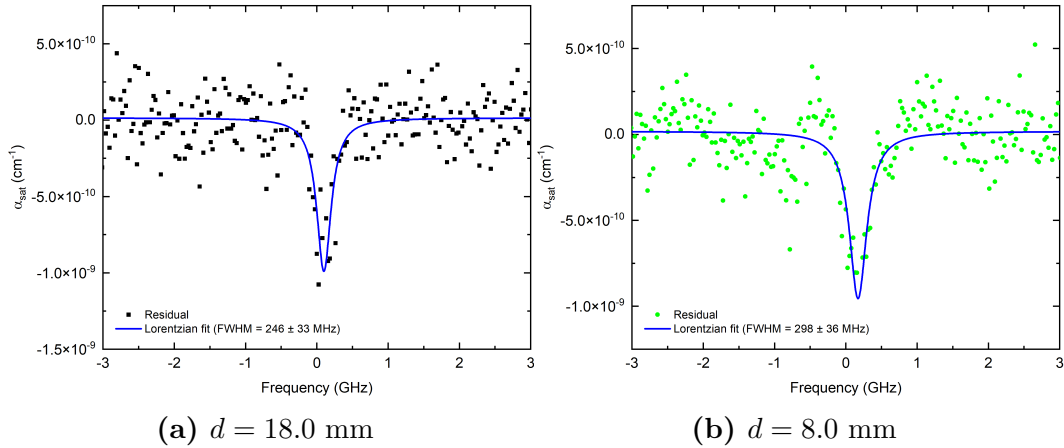 5.0×10⁻¹⁰
0.0
-5.0×10⁻¹⁰
-1.0×10⁻⁹
-1.5×10⁻⁹
α_sat (cm⁻¹)
Residual
Lorentzian fit (FWHM = 246 ± 33 MHz)
-3 -2 -1 0 1 2 3
Frequency (GHz)
(a) d = 18.0 mm
5.0×10⁻¹⁰
0.0
-5.0×10⁻¹⁰
-1.0×10⁻⁹
α_sat (cm⁻¹)
Residual
Lorentzian fit (FWHM = 298 ± 36 MHz)
-3 -2 -1 0 1 2 3
Frequency (GHz)
(b) d = 8.0 mm